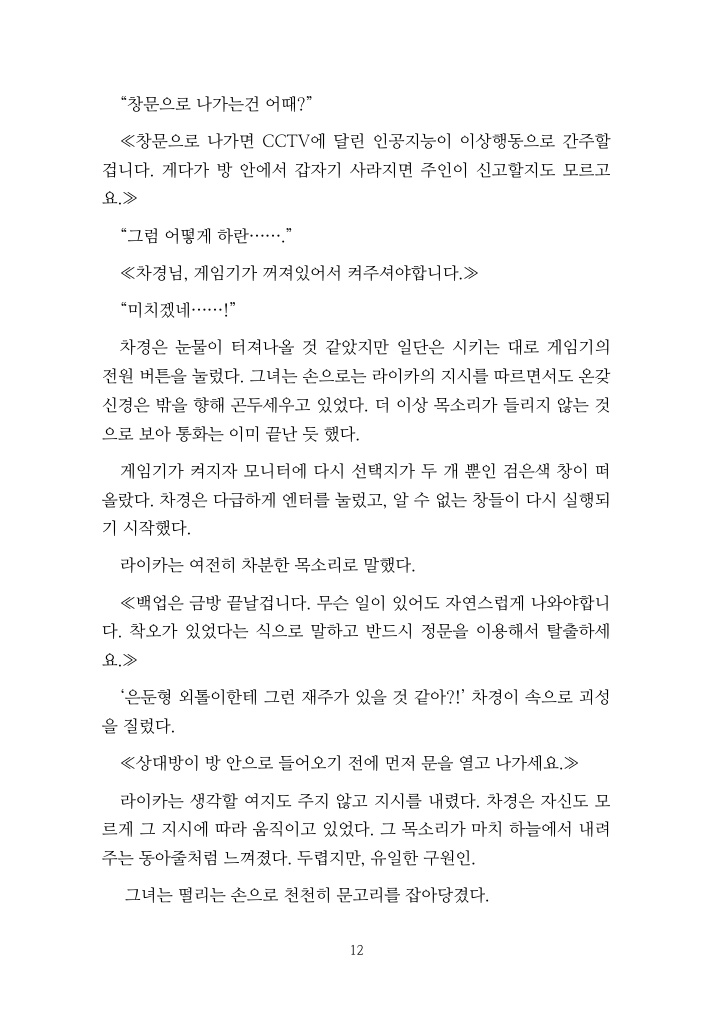 “창문으로 나가는건 어때?”
≪창문으로 나가면 CCTV에 달린 인공지능이 이상행동으로 간주할
겁니다. 게다가 방 안에서 갑자기 사라지면 주인이 신고할지도 모르고
요.≫
“그럼 어떻게 하란…….”
≪차경님, 게임기가 꺼져있어서 켜주셔야합니다.≫
“미치겠네……!”
차경은 눈물이 터져나올 것 같았지만 일단은 시키는 대로 게임기의
전원 버튼을 눌렀다. 그녀는 손으로는 라이카의 지시를 따르면서도 온갖
신경은 밖을 향해 곤두세우고 있었다. 더 이상 목소리가 들리지 않는 것
으로 보아 통화는 이미 끝난 듯 했다.
게임기가 켜지자 모니터에 다시 선택지가 두 개 뿐인 검은색 창이 떠
올랐다. 차경은 다급하게 엔터를 눌렀고, 알 수 없는 창들이 다시 실행되
기 시작했다.
라이카는 여전히 차분한 목소리로 말했다.
≪백업은 금방 끝날겁니다. 무슨 일이 있어도 자연스럽게 나와야합니
다. 착오가 있었다는 식으로 말하고 반드시 정문을 이용해서 탈출하세
요.≫
‘은둔형 외톨이한테 그런 재주가 있을 것 같아?!’ 차경이 속으로 괴성
을 질렀다.
≪상대방이 방 안으로 들어오기 전에 먼저 문을 열고 나가세요.≫
라이카는 생각할 여지도 주지 않고 지시를 내렸다. 차경은 자신도 모
르게 그 지시에 따라 움직이고 있었다. 그 목소리가 마치 하늘에서 내려
주는 동아줄처럼 느껴졌다. 두렵지만, 유일한 구원인.
그녀는 떨리는 손으로 천천히 문고리를 잡아당겼다.
12